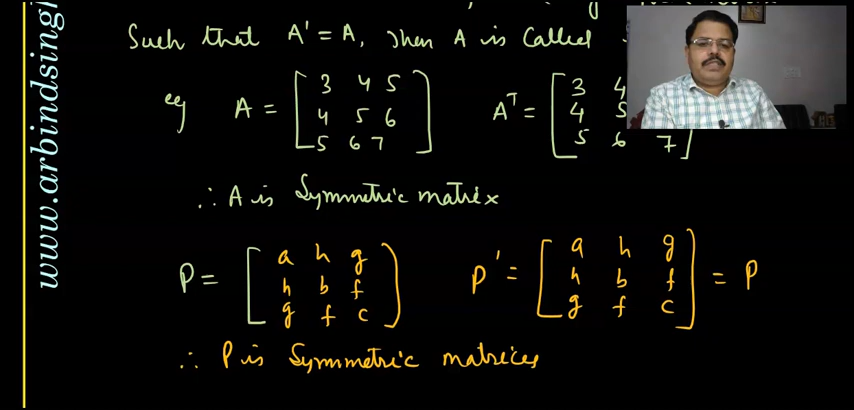 Such that A' = A, then A is called
eg A = [3 4 5
4 5 6
5 6 7] A^T = [3 4
4 5
5 6 7]
∴ A is Symmetric matrix
P = [a h g
h b f
g f c] P' = [a h g
h b f
g f c] = P
∴ P is Symmetric matrices
www.arbindsingh